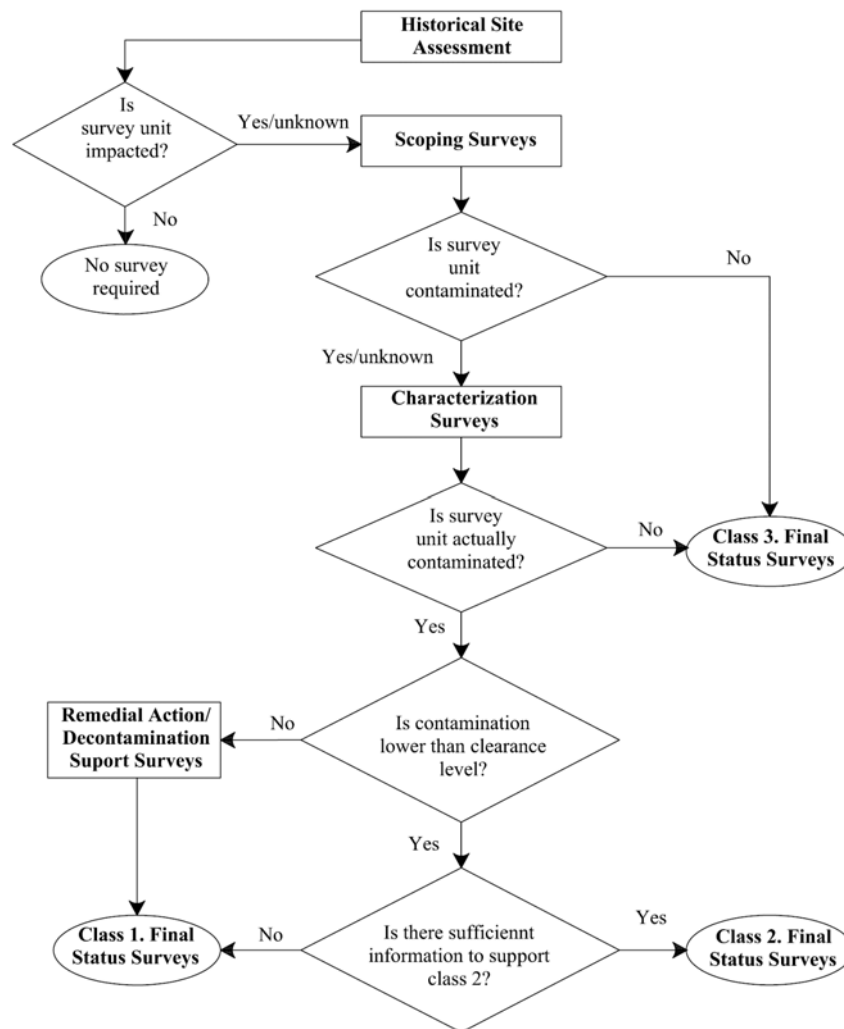 Historical Site
Assessment
Is
survey unit
impacted?
Yes/unknown
Scoping Surveys
No
No survey
required
Is survey
unit
contaminated?
No
Yes/unknown
Characterization
Surveys
Is survey
unit actually
contaminated?
No
Class 3. Final
Status Surveys
Yes
Remedial Action/
Decontamination
Suport Surveys
No
Is contamination
lower than clearance
level?
Yes
Class 1. Final
Status Surveys
No
Is there sufficiennt
information to support
class 2?
Yes
Class 2. Final
Status Surveys